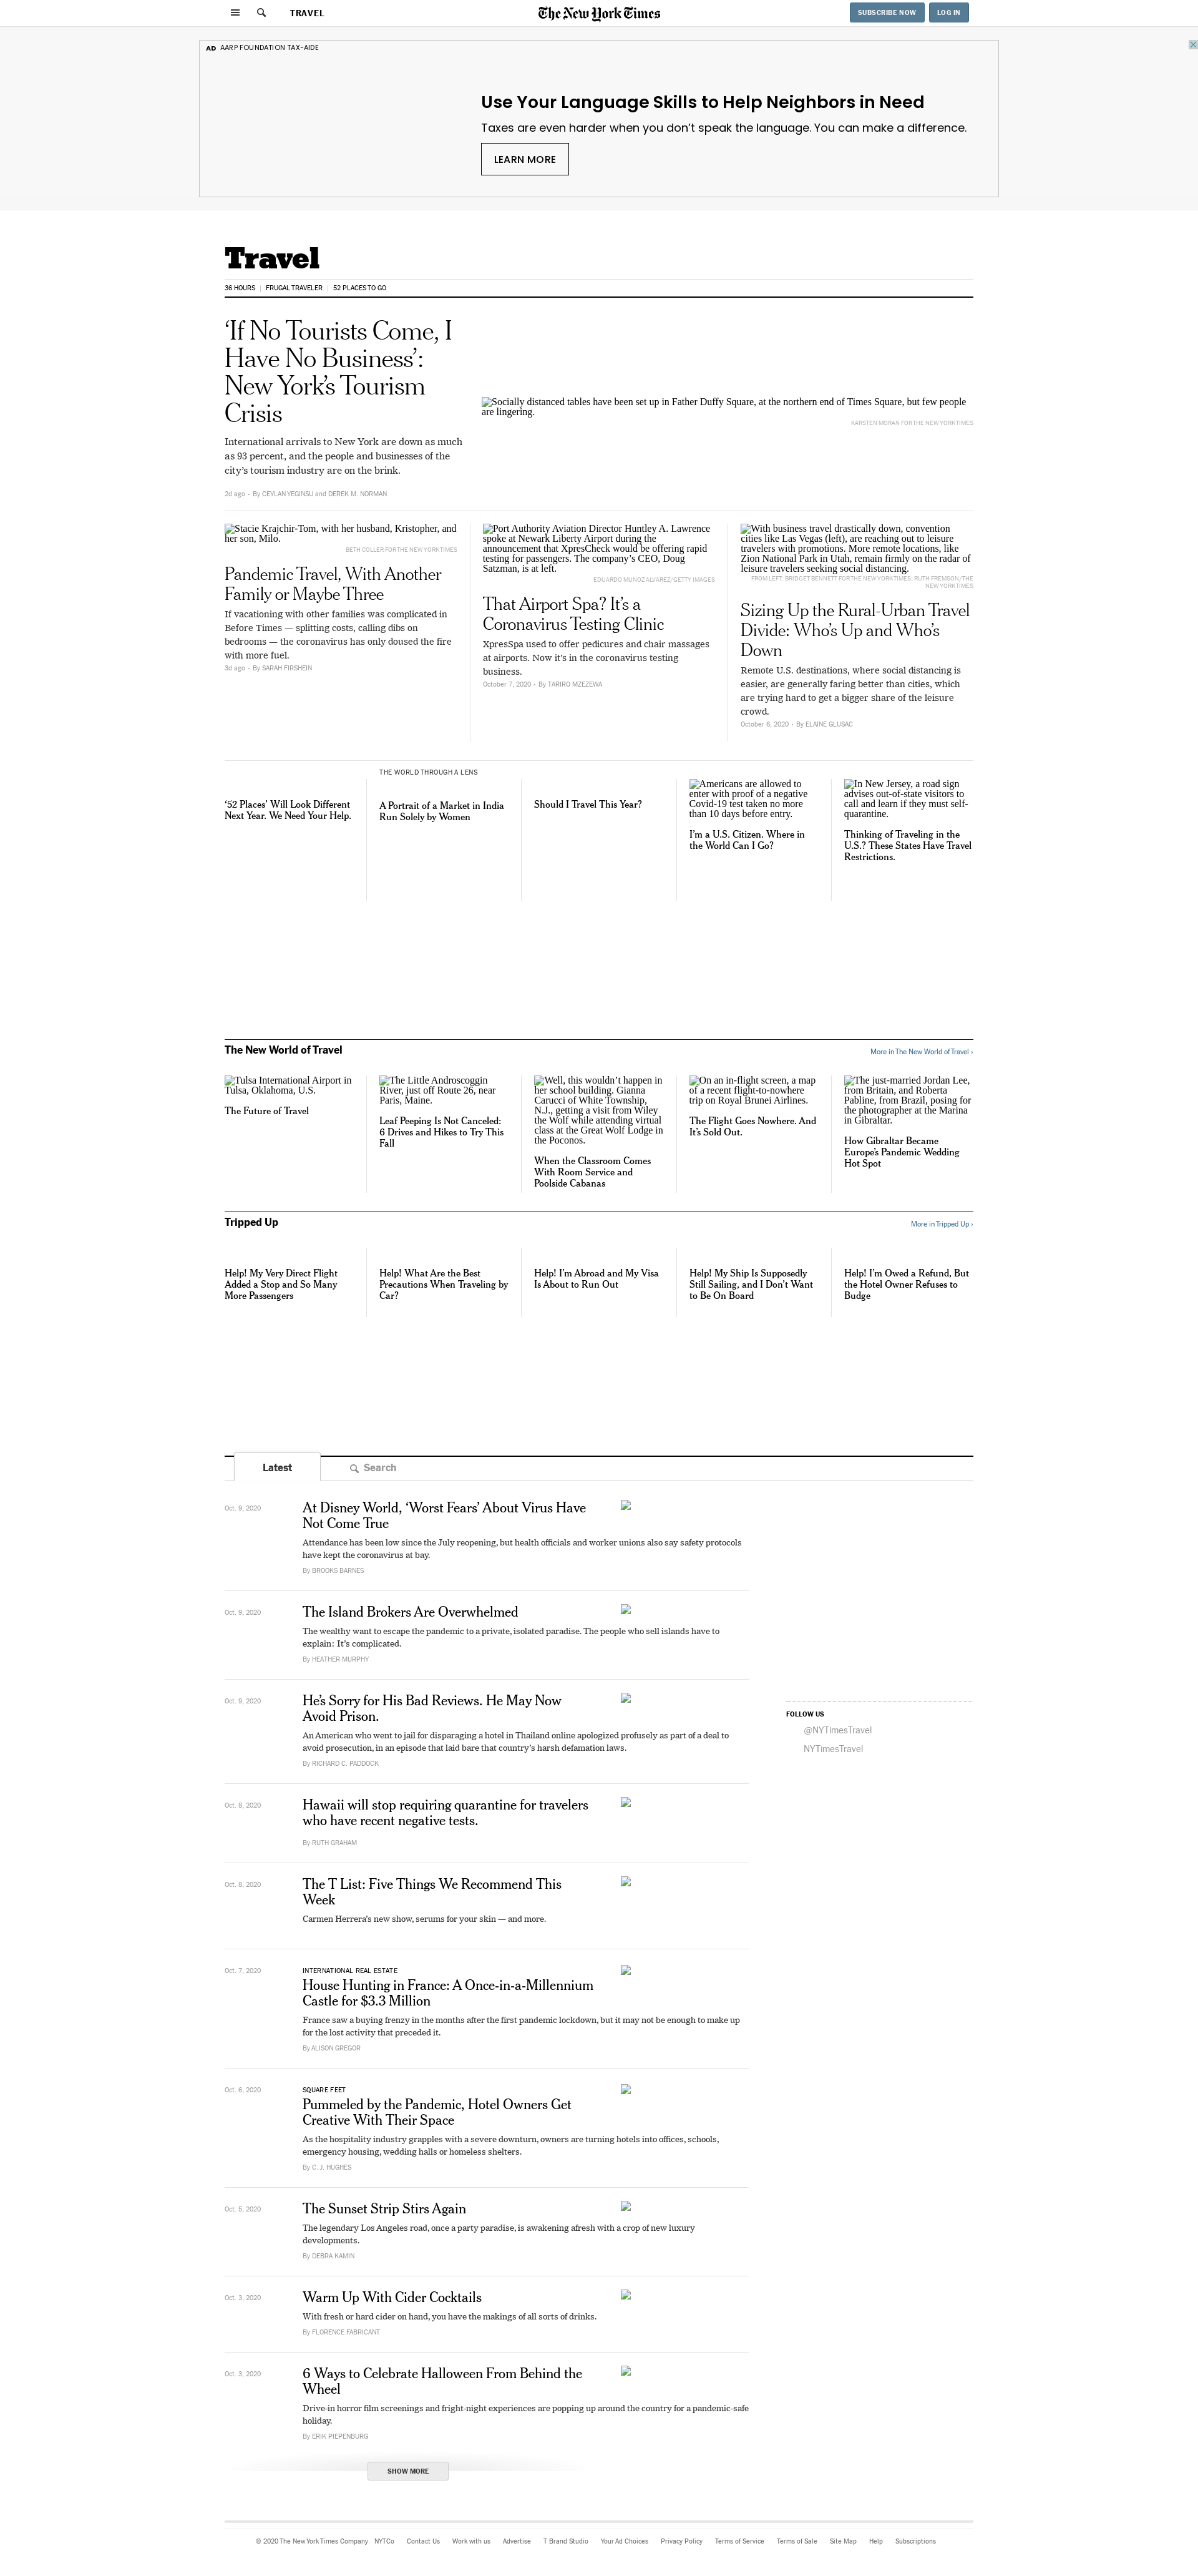 TRAVEL
The New York Times
SUBSCRIBE NOW
LOG IN
AD AARP FOUNDATION TAX-AIDE
Use Your Language Skills to Help Neighbors in Need
Taxes are even harder when you don’t speak the language. You can make a difference.
LEARN MORE
Travel
36 HOURS
FRUGAL TRAVELER
52 PLACES TO GO
‘If No Tourists Come, I
Have No Business’:
New York’s Tourism
Crisis
International arrivals to New York are down as much
as 93 percent, and the people and businesses of the
city’s tourism industry are on the brink.
2d ago - By CEYLAN YEGINSU and DEREK M. NORMAN
Socially distanced tables have been set up in Father Duffy Square, at the northern end of Times Square, but few people
are lingering.
KARSTEN MORAN FOR THE NEW YORK TIMES
Stacie Krajchir-Tom, with her husband, Kristopher, and
her son, Milo.
BETH COLLER FOR THE NEW YORK TIMES
Pandemic Travel, With Another
Family or Maybe Three
If vacationing with other families was complicated in
Before Times — splitting costs, calling dibs on
bedrooms — the coronavirus has only doused the fire
with more fuel.
3d ago - By SARAH FIRSHEIN
Port Authority Aviation Director Huntley A. Lawrence
spoke at Newark Liberty Airport during the
announcement that XpresCheck would be offering rapid
testing for passengers. The company’s CEO, Doug
Satzman, is at left.
EDUARDO MUNOZ ALVAREZ/GETTY IMAGES
That Airport Spa? It’s a
Coronavirus Testing Clinic
XpresSpa used to offer pedicures and chair massages
at airports. Now it’s in the coronavirus testing
business.
October 7, 2020 - By TARIRO MZEZEWA
With business travel drastically down, convention
cities like Las Vegas (left), are reaching out to leisure
travelers with promotions. More remote locations, like
Zion National Park in Utah, remain firmly on the radar of
leisure travelers seeking social distancing.
FROM LEFT: BRIDGET BENNETT FOR THE NEW YORK TIMES; RUTH FREMSON/THE
NEW YORK TIMES
Sizing Up the Rural-Urban Travel
Divide: Who’s Up and Who’s
Down
Remote U.S. destinations, where social distancing is
easier, are generally faring better than cities, which
are trying hard to get a bigger share of the leisure
crowd.
October 6, 2020 - By ELAINE GLUSAC
‘52 Places’ Will Look Different
Next Year. We Need Your Help.
THE WORLD THROUGH A LENS
A Portrait of a Market in India
Run Solely by Women
Should I Travel This Year?
Americans are allowed to
enter with proof of a negative
Covid-19 test taken no more
than 10 days before entry.
I’m a U.S. Citizen. Where in
the World Can I Go?
In New Jersey, a road sign
advises out-of-state visitors to
call and learn if they must self-
quarantine.
Thinking of Traveling in the
U.S.? These States Have Travel
Restrictions.
The New World of Travel
More in The New World of Travel ›
Tulsa International Airport in
Tulsa, Oklahoma, U.S.
The Future of Travel
The Little Androscoggin
River, just off Route 26, near
Paris, Maine.
Leaf Peeping Is Not Canceled:
6 Drives and Hikes to Try This
Fall
Well, this wouldn’t happen in
her school building. Gianna
Carucci of White Township,
N.J., getting a visit from Wiley
the Wolf while attending virtual
class at the Great Wolf Lodge in
the Poconos.
When the Classroom Comes
With Room Service and
Poolside Cabanas
On an in-flight screen, a map
of a recent flight-to-nowhere
trip on Royal Brunei Airlines.
The Flight Goes Nowhere. And
It’s Sold Out.
The just-married Jordan Lee,
from Britain, and Roberta
Pabline, from Brazil, posing for
the photographer at the Marina
in Gibraltar.
How Gibraltar Became
Europe’s Pandemic Wedding
Hot Spot
Tripped Up
More in Tripped Up ›
Help! My Very Direct Flight
Added a Stop and So Many
More Passengers
Help! What Are the Best
Precautions When Traveling by
Car?
Help! I’m Abroad and My Visa
Is About to Run Out
Help! My Ship Is Supposedly
Still Sailing, and I Don’t Want
to Be On Board
Help! I’m Owed a Refund, But
the Hotel Owner Refuses to
Budge
Latest
Search
Oct. 9, 2020
At Disney World, ‘Worst Fears’ About Virus Have
Not Come True
Attendance has been low since the July reopening, but health officials and worker unions also say safety protocols
have kept the coronavirus at bay.
By BROOKS BARNES
Oct. 9, 2020
The Island Brokers Are Overwhelmed
The wealthy want to escape the pandemic to a private, isolated paradise. The people who sell islands have to
explain: It’s complicated.
By HEATHER MURPHY
Oct. 9, 2020
He’s Sorry for His Bad Reviews. He May Now
Avoid Prison.
An American who went to jail for disparaging a hotel in Thailand online apologized profusely as part of a deal to
avoid prosecution, in an episode that laid bare that country’s harsh defamation laws.
By RICHARD C. PADDOCK
FOLLOW US
@NYTimesTravel
NYTimesTravel
Oct. 8, 2020
Hawaii will stop requiring quarantine for travelers
who have recent negative tests.
By RUTH GRAHAM
Oct. 8, 2020
The T List: Five Things We Recommend This
Week
Carmen Herrera’s new show, serums for your skin — and more.
Oct. 7, 2020
INTERNATIONAL REAL ESTATE
House Hunting in France: A Once-in-a-Millennium
Castle for $3.3 Million
France saw a buying frenzy in the months after the first pandemic lockdown, but it may not be enough to make up
for the lost activity that preceded it.
By ALISON GREGOR
Oct. 6, 2020
SQUARE FEET
Pummeled by the Pandemic, Hotel Owners Get
Creative With Their Space
As the hospitality industry grapples with a severe downturn, owners are turning hotels into offices, schools,
emergency housing, wedding halls or homeless shelters.
By C. J. HUGHES
Oct. 5, 2020
The Sunset Strip Stirs Again
The legendary Los Angeles road, once a party paradise, is awakening afresh with a crop of new luxury
developments.
By DEBRA KAMIN
Oct. 3, 2020
Warm Up With Cider Cocktails
With fresh or hard cider on hand, you have the makings of all sorts of drinks.
By FLORENCE FABRICANT
Oct. 3, 2020
6 Ways to Celebrate Halloween From Behind the
Wheel
Drive-in horror film screenings and fright-night experiences are popping up around the country for a pandemic-safe
holiday.
By ERIK PIEPENBURG
SHOW MORE
© 2020 The New York Times Company NYTCo Contact Us Work with us Advertise T Brand Studio Your Ad Choices Privacy Policy Terms of Service Terms of Sale Site Map Help Subscriptions